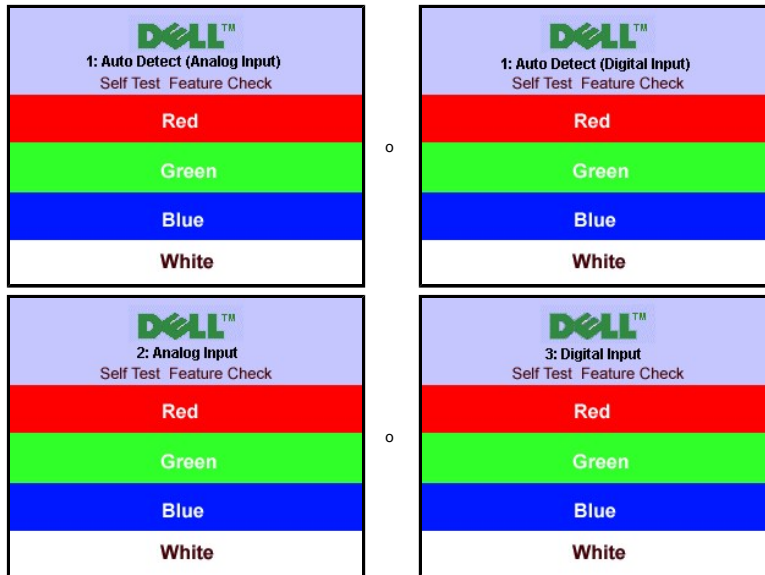 DELL™
1: Auto Detect (Analog Input)
Self Test Feature Check
Red
Green
Blue
White
o
DELL™
1: Auto Detect (Digital Input)
Self Test Feature Check
Red
Green
Blue
White
DELL™
2: Analog Input
Self Test Feature Check
Red
Green
Blue
White
o
DELL™
3: Digital Input
Self Test Feature Check
Red
Green
Blue
White